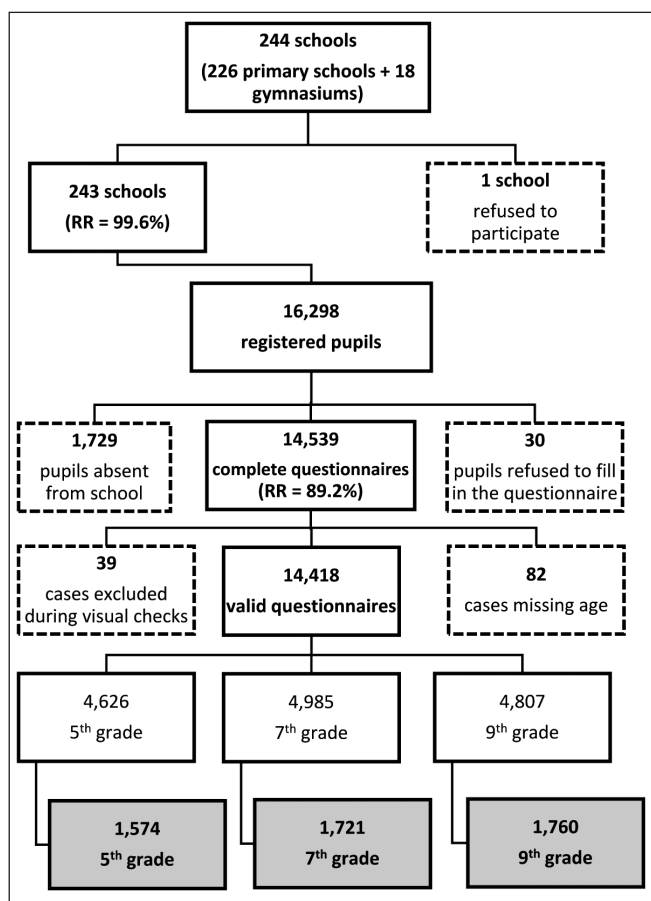 244 schools
(226 primary schools + 18
gymnasiums)
243 schools
(RR = 99.6%)
1 school
refused to
participate
16,298
registered pupils
1,729
pupils absent
from school
14,539
complete questionnaires
(RR = 89.2%)
30
pupils refused to fill
in the questionnaire
39
cases excluded
during visual checks
14,418
valid questionnaires
82
cases missing age
4,626
5th grade
4,985
7th grade
4,807
9th grade
1,574
5th grade
1,721
7th grade
1,760
9th grade